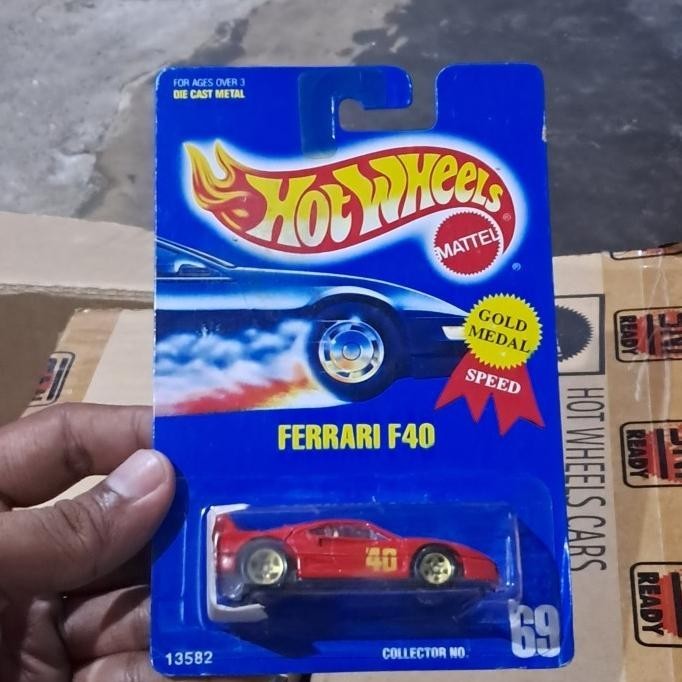 FOR AGES OVER 3
DIE CAST METAL
HOT WHEELS
®
MATTEL
®
GOLD
MEDAL
SPEED
FERRARI F40
40
13582
COLLECTOR NO.
69
HOT WHEELS CARS
READY
READY
READY